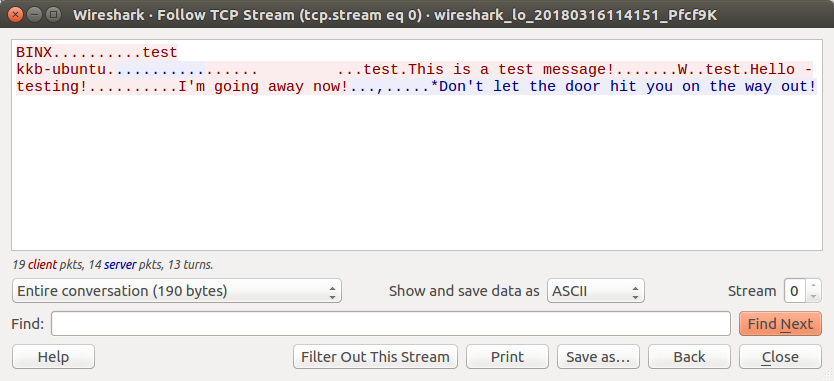 Wireshark · Follow TCP Stream (tcp.stream eq 0) · wireshark_lo_20180316114151_Pfcf9K
BINX..........test
kkb-ubuntu.................      ...test.This is a test message!.......W..test.Hello -
testing!..........I'm going away now!...,.....*Don't let the door hit you on the way out!
19 client pkts, 14 server pkts, 13 turns.
Entire conversation (190 bytes) Show and save data as ASCII Stream 0
Find: Find Next
Help Filter Out This Stream Print Save as... Back Close